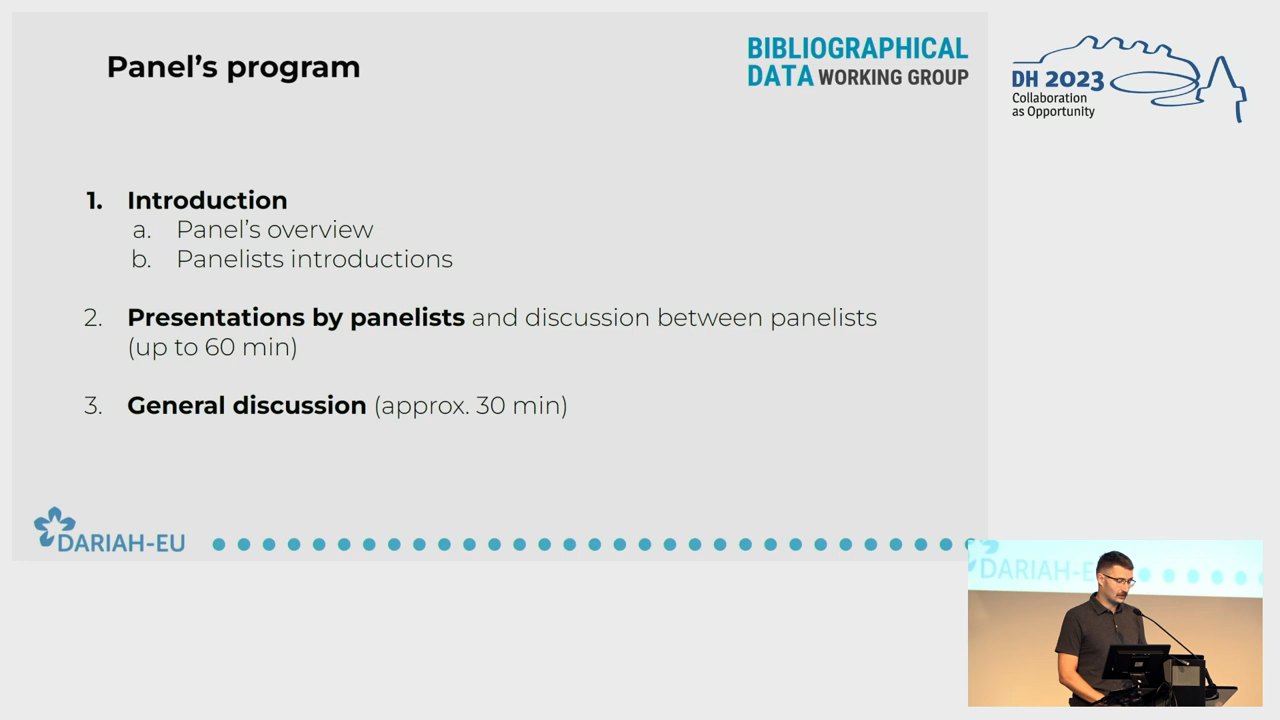 Panel's program
BIBLIOGRAPHICAL
DATA WORKING GROUP
DH 2023
Collaboration
as Opportunity
1. Introduction
a. Panel's overview
b. Panelists introductions
2. Presentations by panelists and discussion between panelists
(up to 60 min)
3. General discussion (approx. 30 min)
DARIAH-EU
DARIAH-E